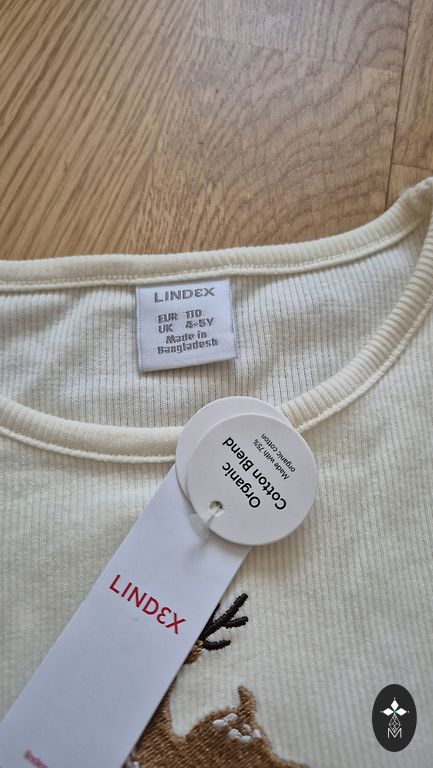 LINDEX
EUR 110
UK 4-5Y
Made in
Bangladesh
Organic
Cotton Blend
Made with 75%
organic cotton
LINDEX